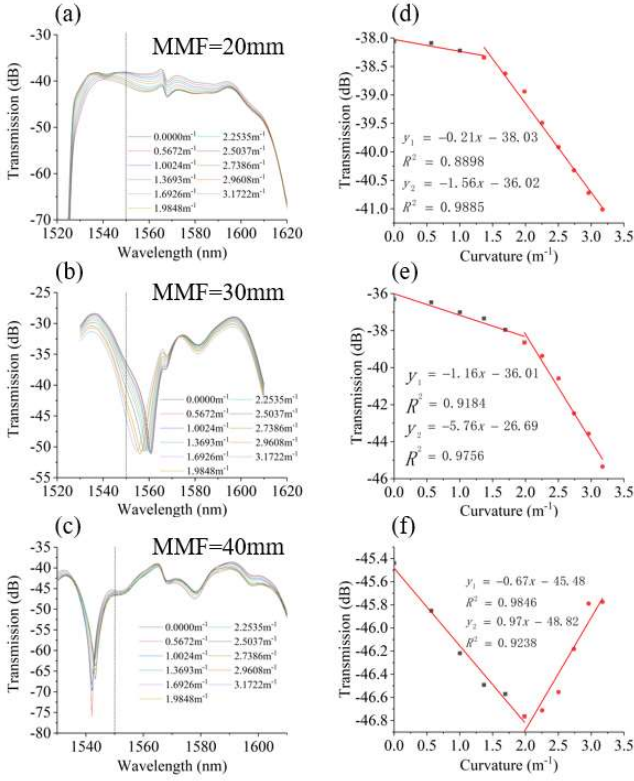 (a)
MMF=20mm
Transmission (dB)
-30
-40
-50
-60
-70
0.0000m⁻¹ 2.2535m⁻¹
0.5672m⁻¹ 2.5037m⁻¹
1.0024m⁻¹ 2.7386m⁻¹
1.3693m⁻¹ 2.9608m⁻¹
1.6926m⁻¹ 3.1722m⁻¹
1.9848m⁻¹
1520 1540 1560 1580 1600 1620
Wavelength (nm)
(d)
Transmission (dB)
-38.0
-38.5
-39.0
-39.5
-40.0
-40.5
-41.0
y₁ = -0.21x - 38.03
R² = 0.8898
y₂ = -1.56x - 36.02
R² = 0.9885
0.0 0.5 1.0 1.5 2.0 2.5 3.0 3.5
Curvature (m⁻¹)
(b)
MMF=30mm
Transmission (dB)
-25
-30
-35
-40
-45
-50
-55
0.0000m⁻¹ 2.2535m⁻¹
0.5672m⁻¹ 2.5037m⁻¹
1.0024m⁻¹ 2.7386m⁻¹
1.3693m⁻¹ 2.9608m⁻¹
1.6926m⁻¹ 3.1722m⁻¹
1.9848m⁻¹
1520 1540 1560 1580 1600 1620
Wavelength (nm)
(e)
Transmission (dB)
-36
-38
-40
-42
-44
-46
y₁ = -1.16x - 36.01
R² = 0.9184
y₂ = -5.76x - 26.69
R² = 0.9756
0.0 0.5 1.0 1.5 2.0 2.5 3.0 3.5
Curvature (m⁻¹)
(c)
MMF=40mm
Transmission (dB)
-35
-40
-45
-50
-55
-60
-65
-70
-75
-80
0.0000m⁻¹ 2.2535m⁻¹
0.5672m⁻¹ 2.5037m⁻¹
1.0024m⁻¹ 2.7386m⁻¹
1.3693m⁻¹ 2.9608m⁻¹
1.6926m⁻¹ 3.1722m⁻¹
1.9848m⁻¹
1540 1560 1580 1600
Wavelength (nm)
(f)
Transmission (dB)
-45.4
-45.6
-45.8
-46.0
-46.2
-46.4
-46.6
-46.8
y₁ = -0.67x - 45.48
R² = 0.9846
y₂ = 0.97x - 48.82
R² = 0.9238
0.0 0.5 1.0 1.5 2.0 2.5 3.0 3.5
Curvature (m⁻¹)